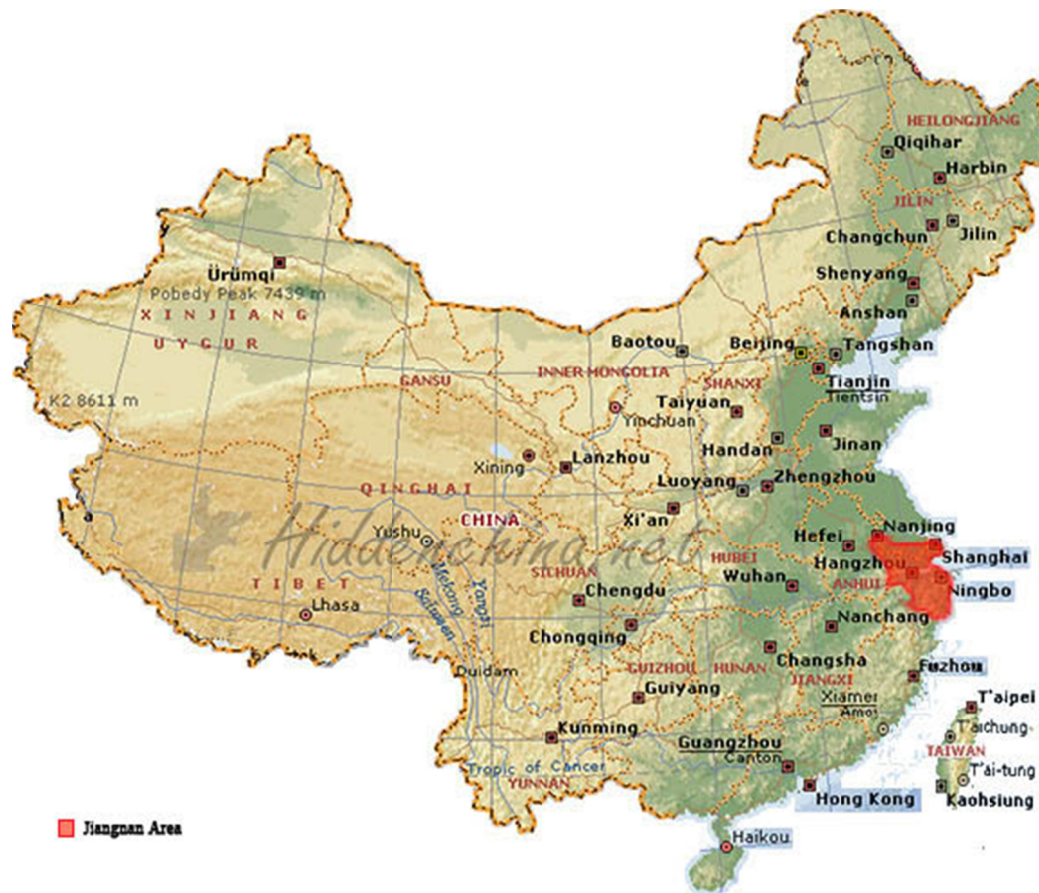 HEILONGJIANG
Qiqihar
Harbin
JILIN
Changchun
Jilin
Ürümqi
Pobedy Peak 7439 m
Shenyang
XINJIANG
Anshan
UYGUR
Baotou
Beijing
Tangshan
GANSU
INNER MONGOLIA
SHANXI
Tianjin
Tientsin
K2 8611 m
Taiyuan
Yinchuan
Handan
Jinan
Xining
Lanzhou
Luoyang
Zhengzhou
QINGHAI
CHINA
Xi'an
Hiddenchina.net
Yushu
Nanjing
Hefei
Shanghai
HUBEI
Hangzhou
SICHUAN
Mekong
Yangzi
Salween
TIBET
Wuhan
ANHUI
Ningbo
Chengdu
Lhasa
Chongqing
Nanchang
Changsha
GUIZHOU
HUNAN
JIANGXI
Duidam
Fuzhou
Guiyang
Xiamen
Amoy
T'aipei
Kunming
T'aichung
Guangzhou
Canton
TAIWAN
Tropic of Cancer
T'ai-tung
YUNNAN
Hong Kong
Kaohsiung
Jiangnan Area
Haikou